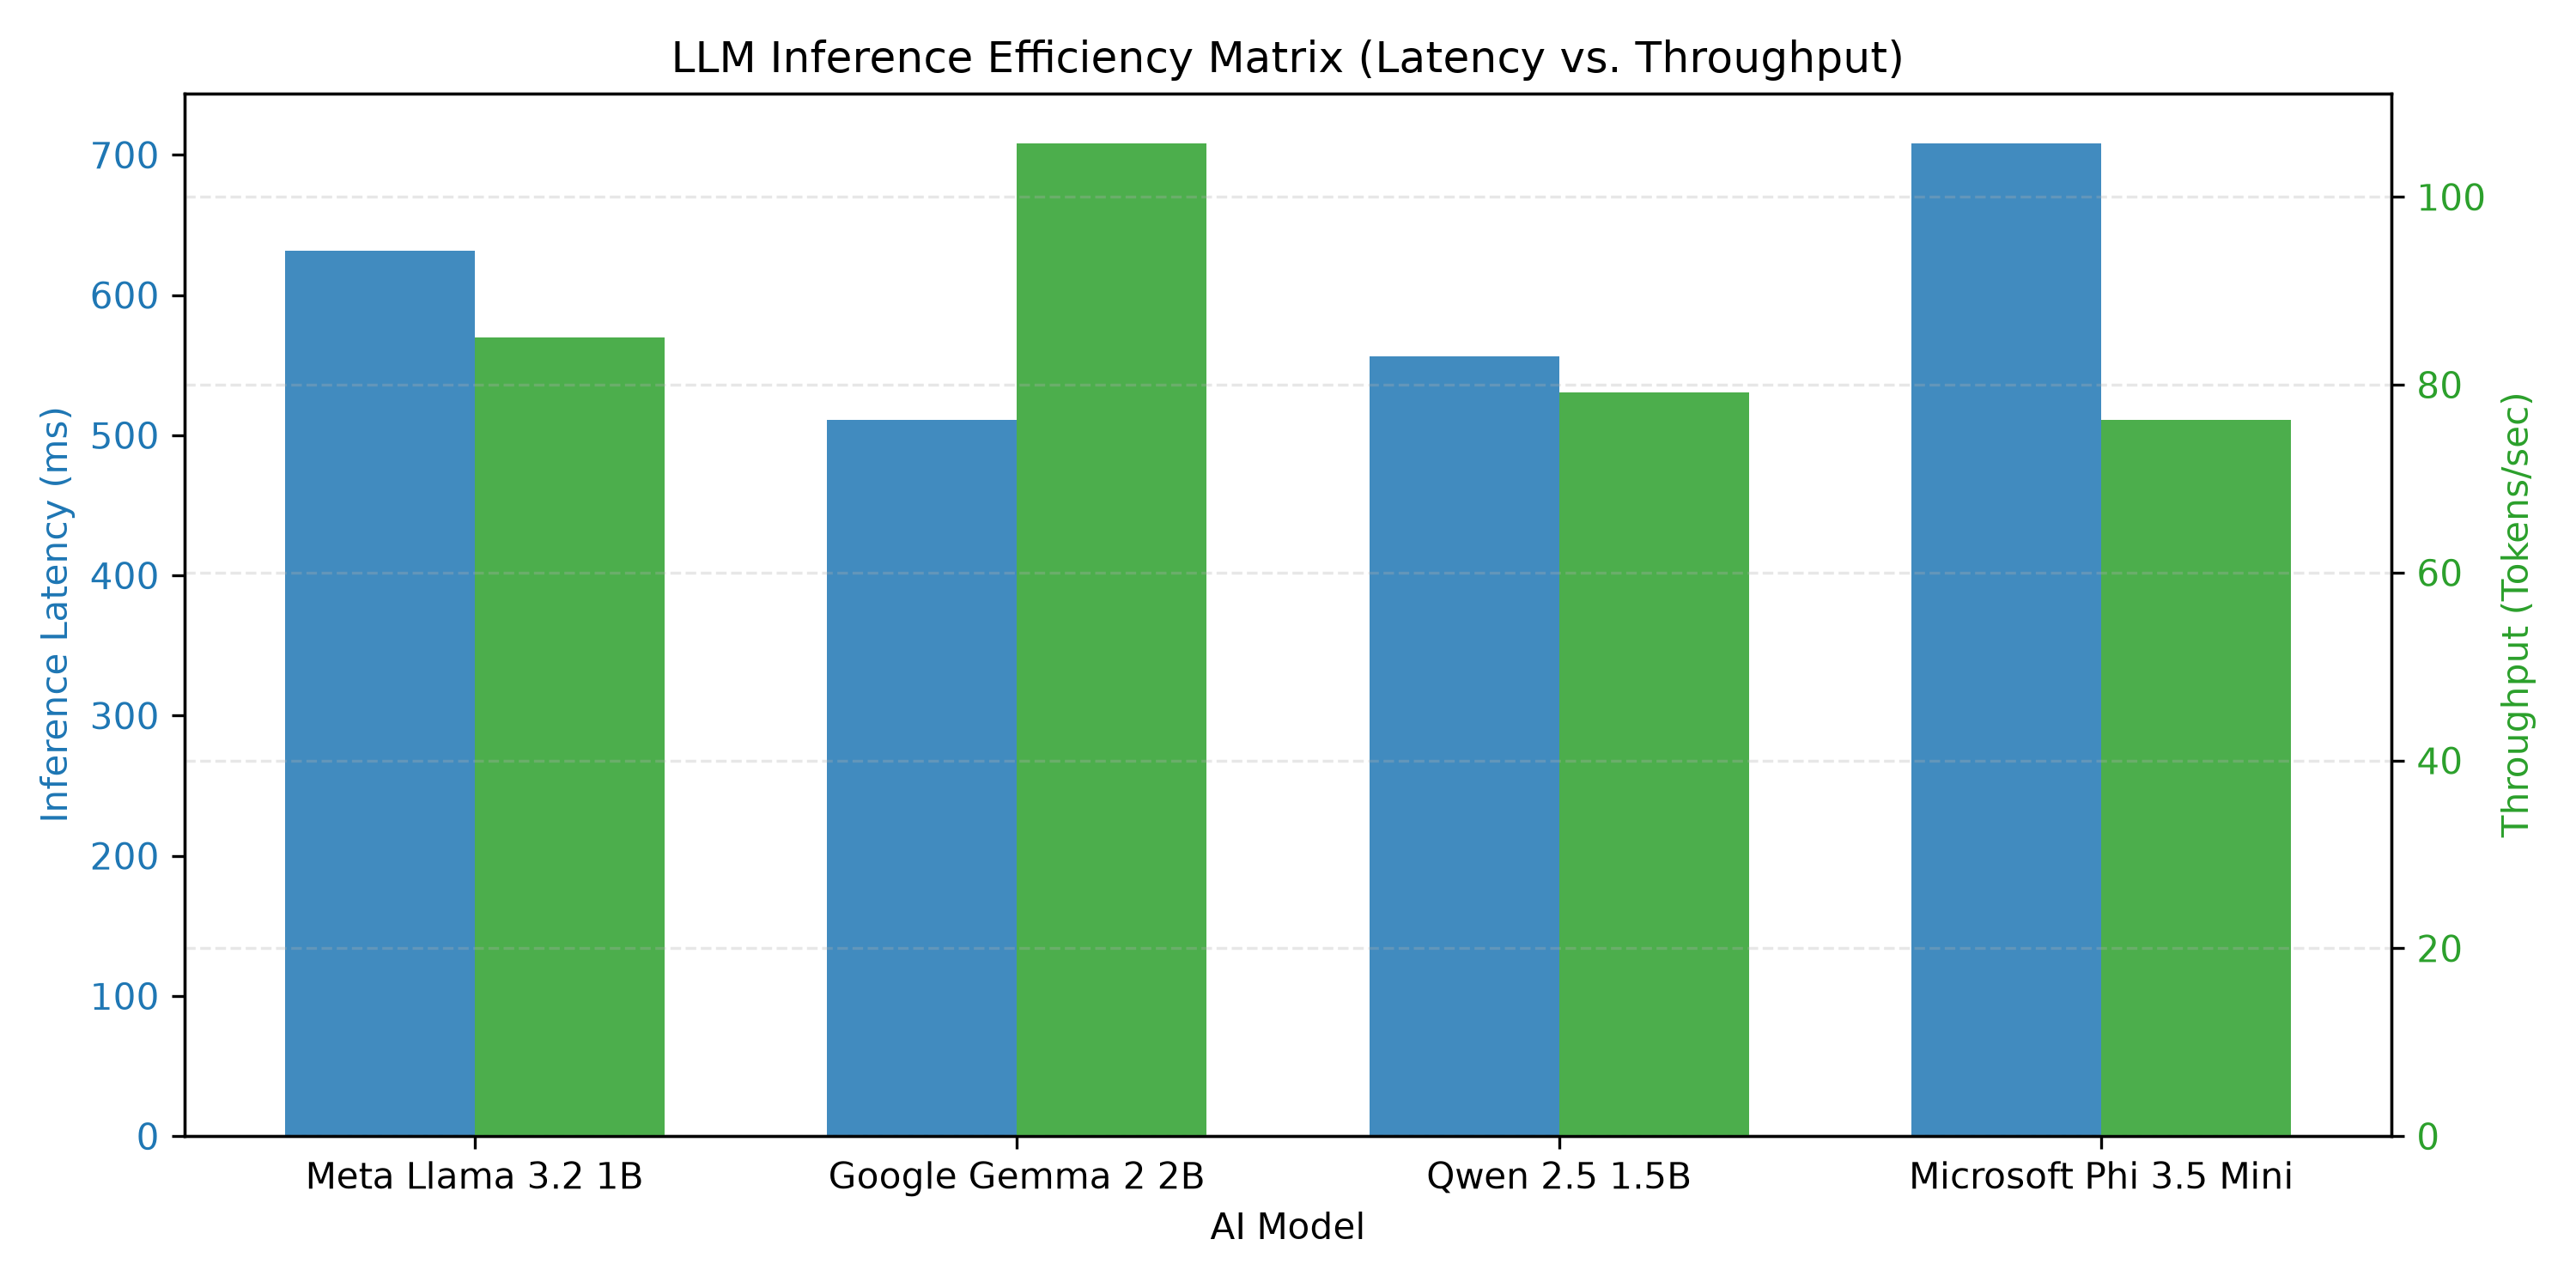 LLM Inference Efficiency Matrix (Latency vs. Throughput)
Inference Latency (ms)
700
600
500
400
300
200
100
0
100
80
60
40
20
0
Throughput (Tokens/sec)
Meta Llama 3.2 1B
Google Gemma 2 2B
Qwen 2.5 1.5B
Microsoft Phi 3.5 Mini
AI Model